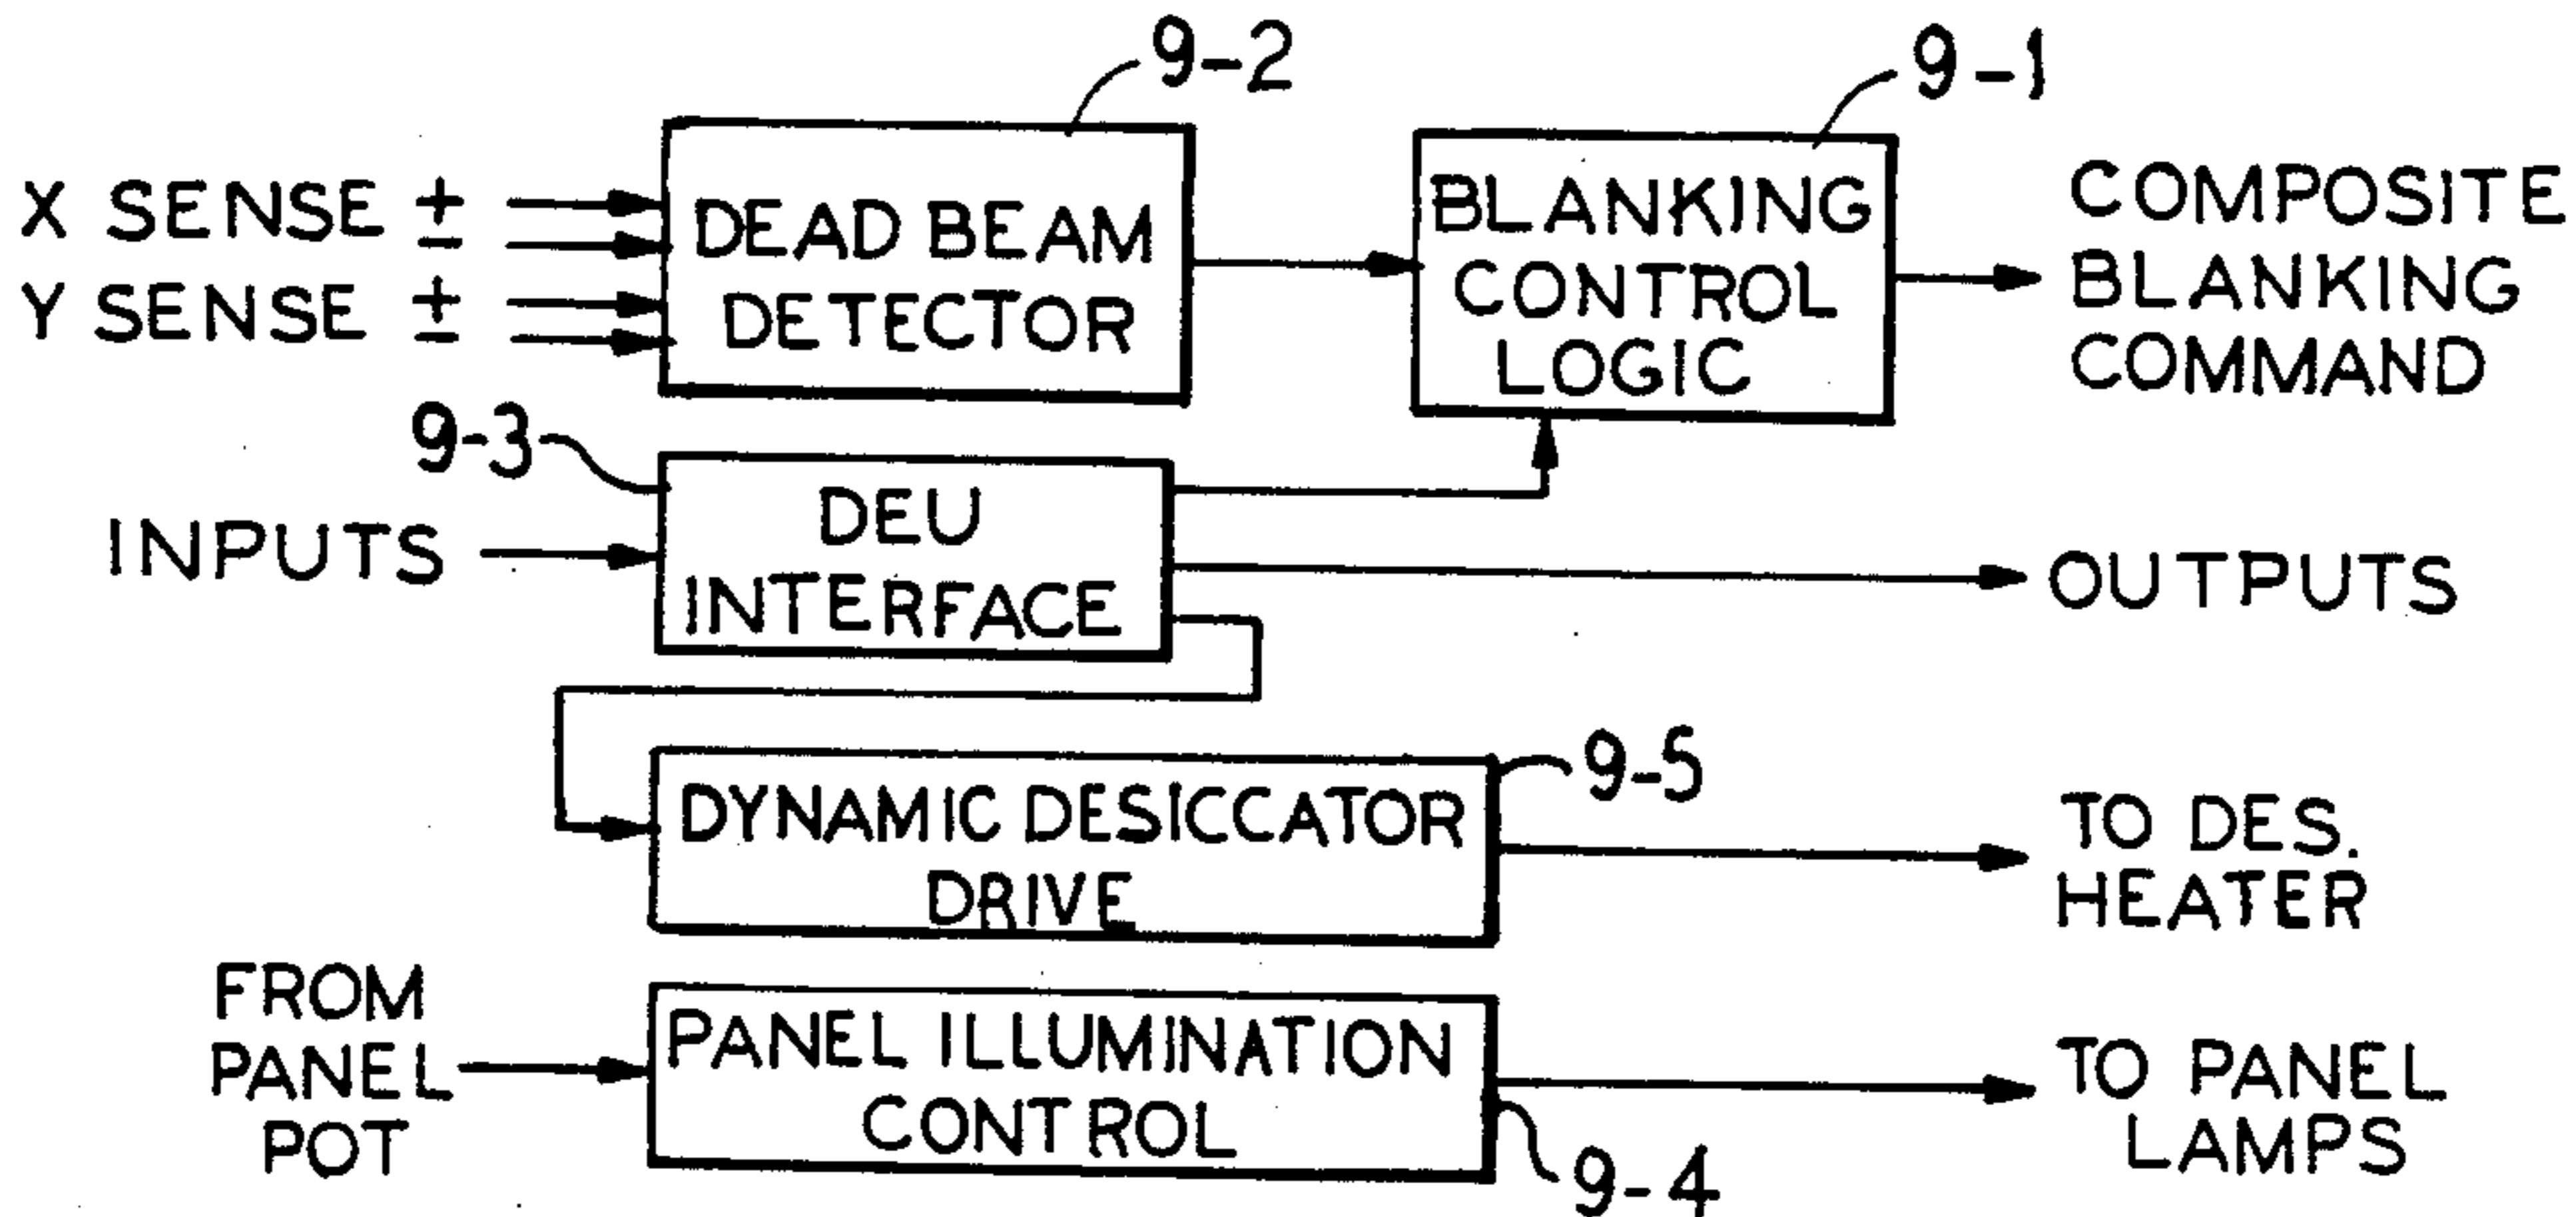 9-2
9-1
X SENSE ±
Y SENSE ±
DEAD BEAM
DETECTOR
BLANKING
CONTROL
LOGIC
COMPOSITE
BLANKING
COMMAND
9-3
INPUTS
DEU
INTERFACE
OUTPUTS
9-5
DYNAMIC DESICCATOR
DRIVE
TO DES.
HEATER
FROM
PANEL
POT
PANEL ILLUMINATION
CONTROL
TO PANEL
LAMPS
9-4